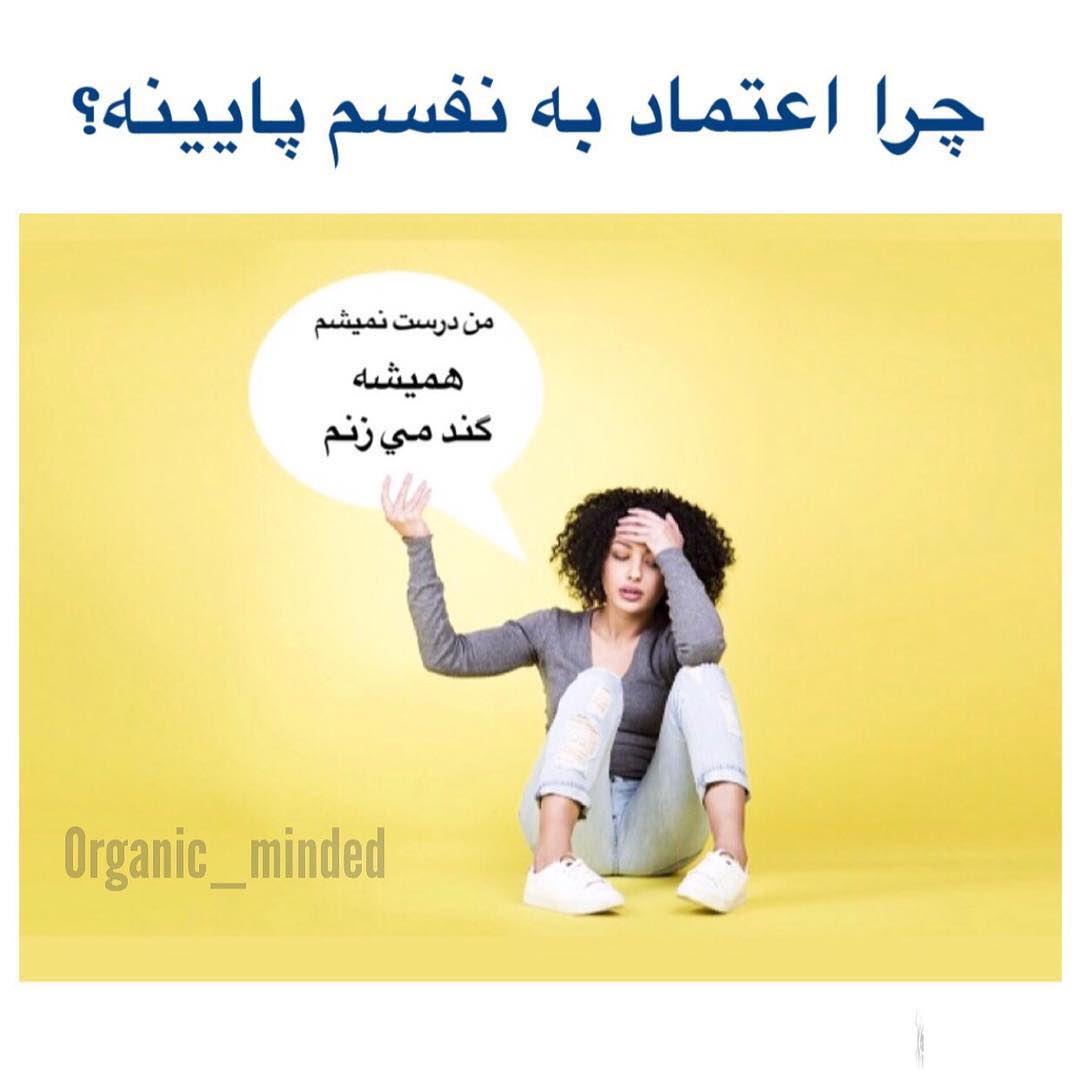 چرا اعتماد به نفسم پایینه؟
من درست نمیشم
همیشه
گند مي زنم
Organic_minded